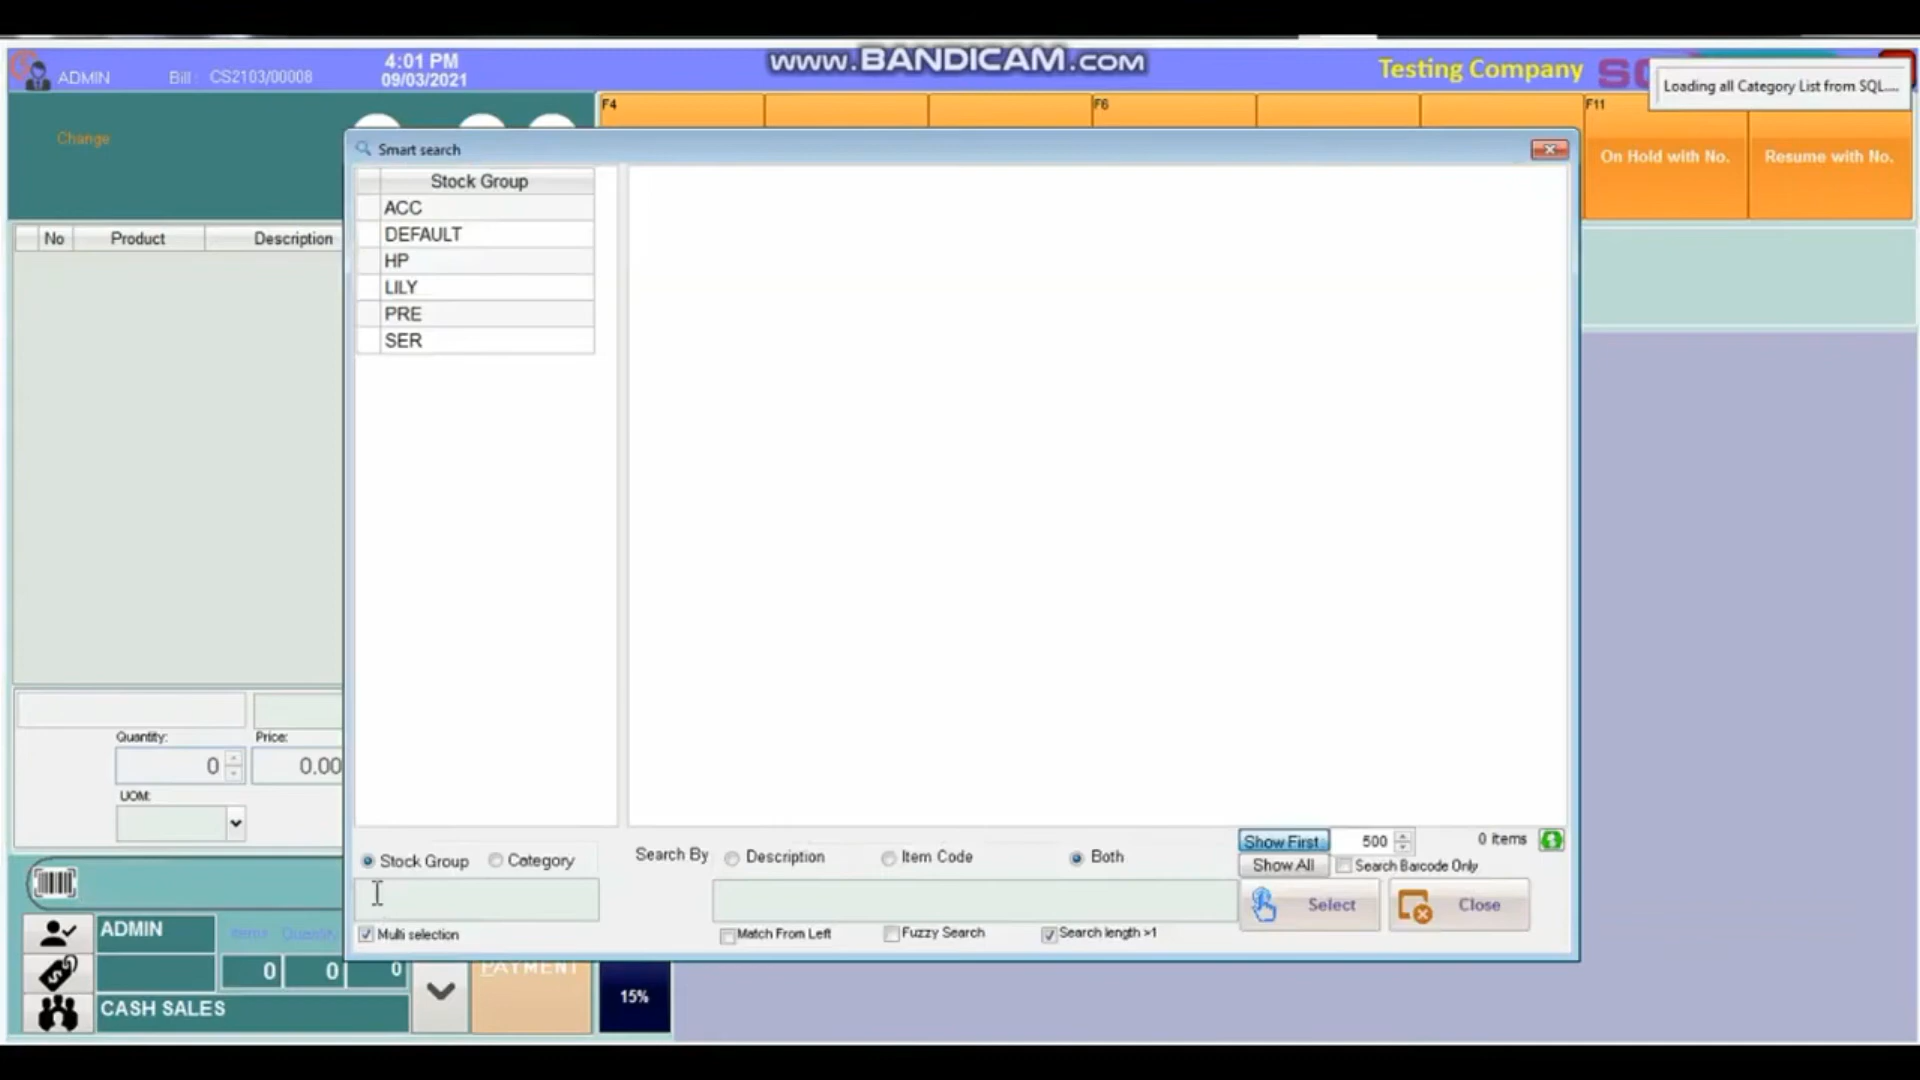 ADMIN
Bill : CS2103/00008
4:01 PM
09/03/2021
www.BANDICAM.com
Testing Company
Loading all Category List from SQL....
Change
F4
F6
F11
On Hold with No.
Resume with No.
Smart search
Stock Group
ACC
DEFAULT
HP
LILY
PRE
SER
No
Product
Description
Quantity:
Price:
0
0.00
UOM:
Stock Group
Category
Multi selection
Search By
Description
Item Code
Both
Match From Left
Fuzzy Search
Search length >1
Show First
500
0 items
Show All
Search Barcode Only
Select
Close
ADMIN
Items
Quantity
0
0
0
CASH SALES
PAYMENT
15%